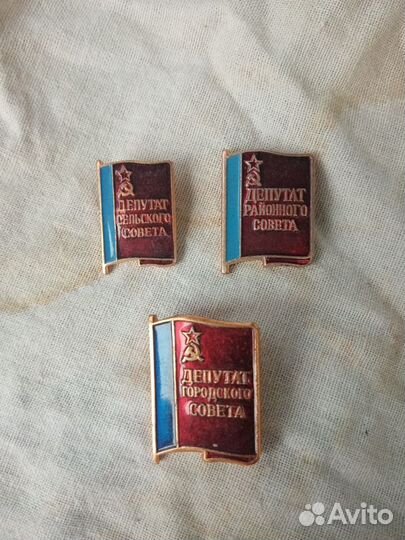 ДЕПУТАТ
СЕЛЬСКОГО
СОВЕТА
ДЕПУТАТ
РАЙОННОГО
СОВЕТА
ДЕПУТАТ
ГОРОДСКОГО
СОВЕТА
Avito